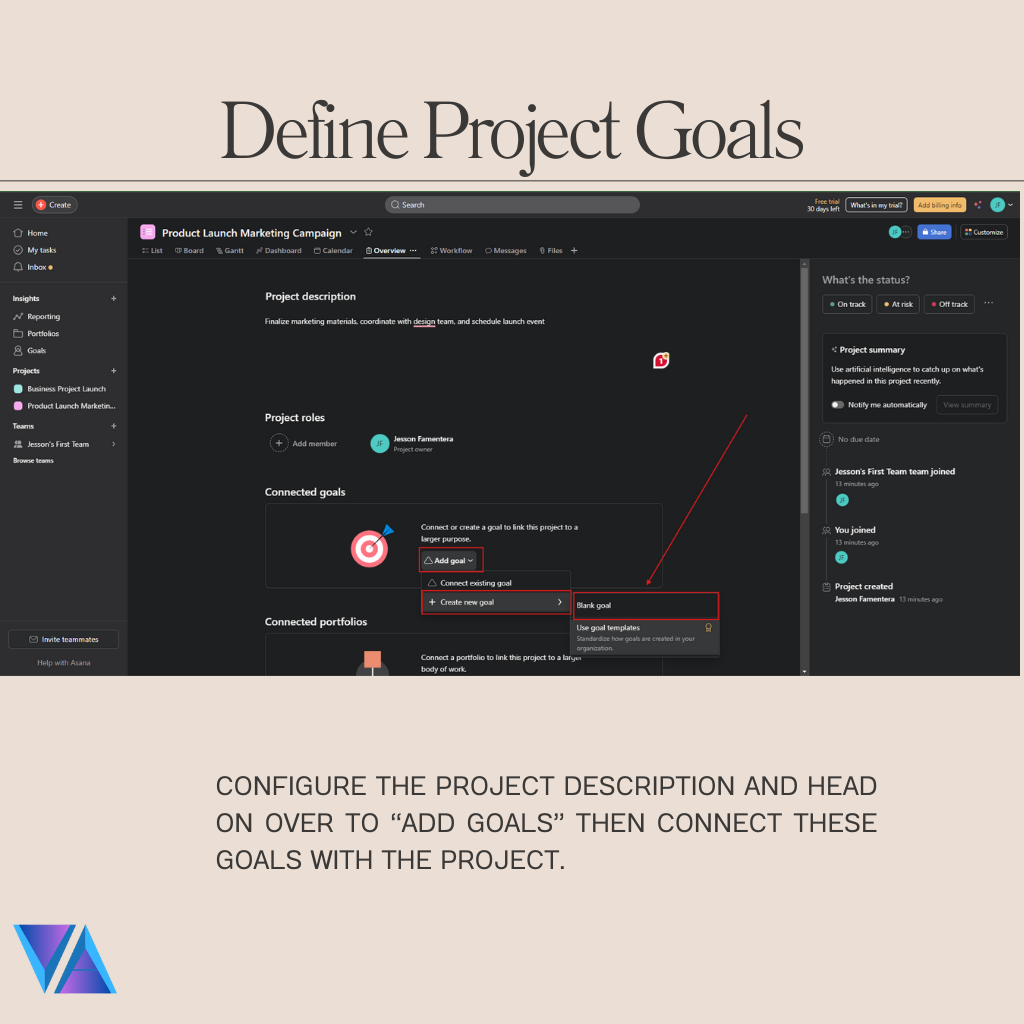 Define Project Goals
Create
Search
Free trial
30 days left
What's in my trial?
Add billing info
JF
Home
My tasks
Inbox
Insights
Reporting
Portfolios
Goals
Projects
Business Project Launch
Product Launch Marketin...
Teams
Jesson's First Team
Browse teams
Invite teammates
Help with Asana
Product Launch Marketing Campaign
JF
Share
Customize
List Board Gantt Dashboard Calendar Overview Workflow Messages Files
Project description
Finalize marketing materials, coordinate with design team, and schedule launch event
1
Project roles
Add member
JF
Jesson Famentera
Project owner
Connected goals
Connect or create a goal to link this project to a
larger purpose.
Add goal
Connect existing goal
Create new goal
Blank goal
Use goal templates
Standardize how goals are created in your
organization.
Connected portfolios
Connect a portfolio to link this project to a larger
body of work.
What's the status?
On track At risk Off track
Project summary
Use artificial intelligence to catch up on what's
happened in this project recently.
Notify me automatically
View summary
No due date
Jesson's First Team team joined
13 minutes ago
JF
You joined
13 minutes ago
JF
Project created
Jesson Famentera 13 minutes ago
CONFIGURE THE PROJECT DESCRIPTION AND HEAD
ON OVER TO “ADD GOALS” THEN CONNECT THESE
GOALS WITH THE PROJECT.